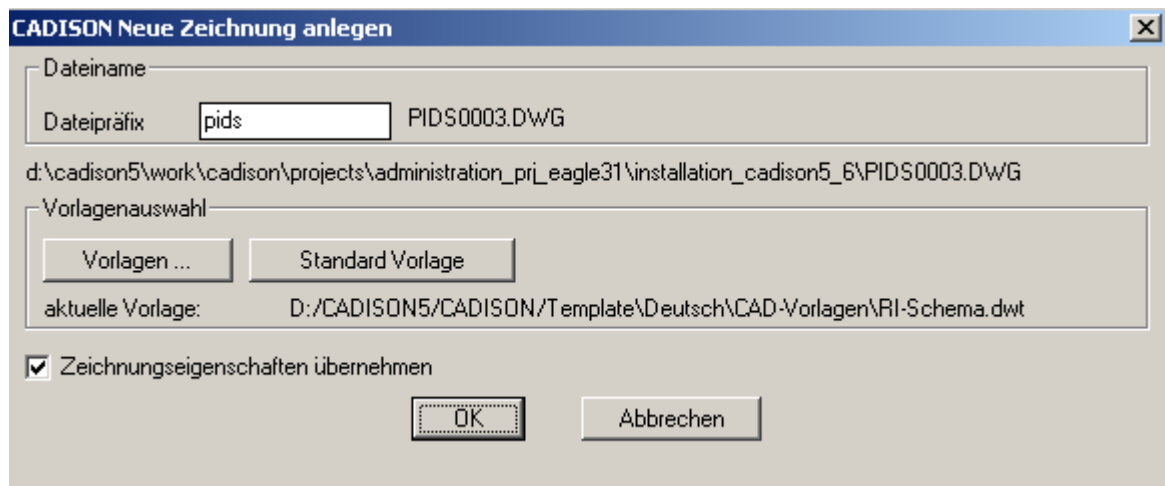 CADISON Neue Zeichnung anlegen
Dateiname
Dateipräfix pids PIDS0003.DWG
d:\cadison5\work\cadison\projects\administration_prj_eagle31\installation_cadison5_6\PIDS0003.DWG
Vorlagenauswahl
Vorlagen ... Standard Vorlage
aktuelle Vorlage: D:/CADISON5/CADISON/Template\Deutsch\CAD-Vorlagen\RI-Schema.dwt
Zeichnungseigenschaften übernehmen
OK Abbrechen